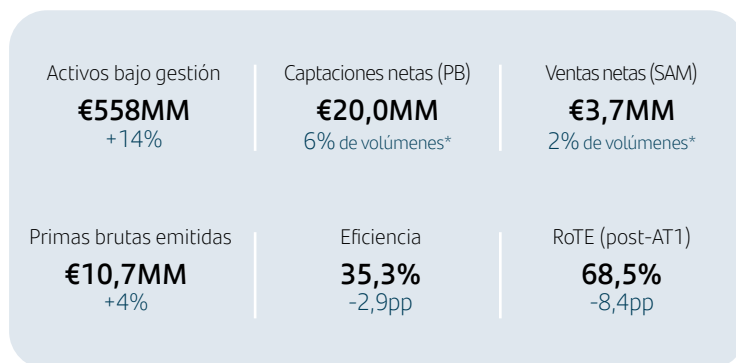 Activos bajo gestión
€558MM
+14%
Captaciones netas (PB)
€20,0MM
6% de volúmenes*
Ventas netas (SAM)
€3,7MM
2% de volúmenes*
Primas brutas emitidas
€10,7MM
+4%
Eficiencia
35,3%
-2,9pp
RoTE (post-AT1)
68,5%
-8,4pp